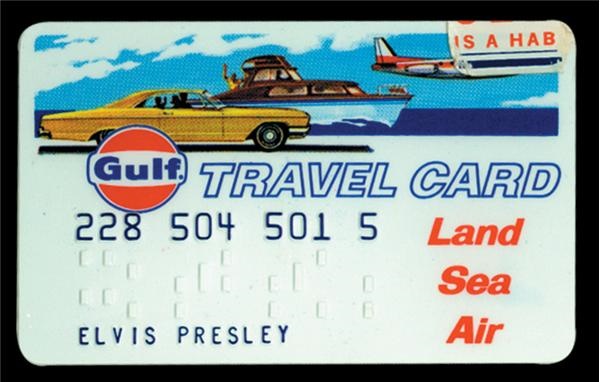 IS A HAB
Gulf.
TRAVEL CARD
228 504 501 5
Land
Sea
Air
ELVIS PRESLEY